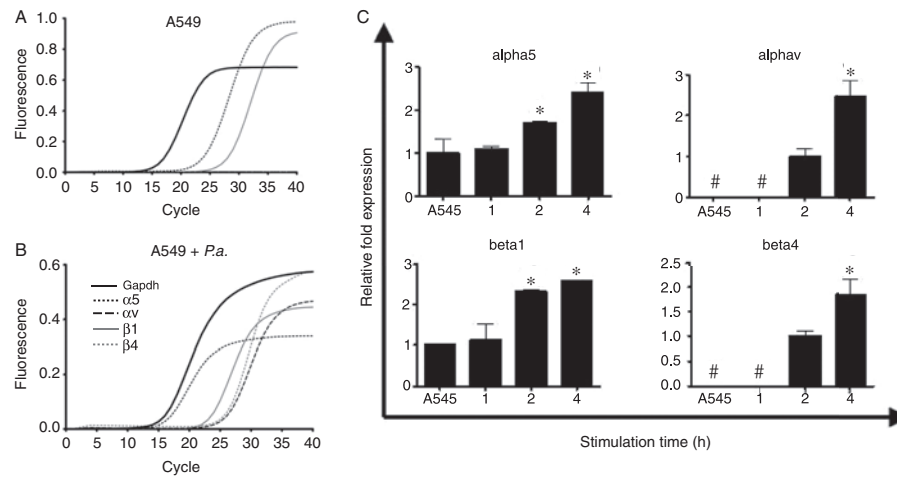 A
A549
Fluorescence
1.0
0.8
0.6
0.4
0.2
0.0
0 5 10 15 20 25 30 35 40
Cycle
B
A549 + P.a.
Fluorescence
0.6
0.4
0.2
0.0
Gapdh
α5
αv
β1
β4
0 5 10 15 20 25 30 35 40
Cycle
C
Relative fold expression
alpha5
3
2
1
0
* *
A545 1 2 4
alphav
3
2
1
0
# # *
A545 1 2 4
beta1
3
2
1
0
* *
A545 1 2 4
beta4
2.5
2.0
1.5
1.0
0.5
0.0
# # *
A545 1 2 4
Stimulation time (h)